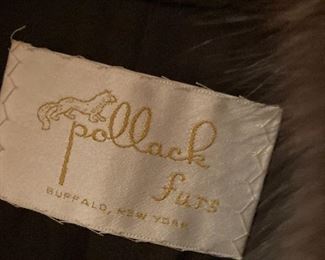 pollack
furs
BUFFALO, NEW YORK